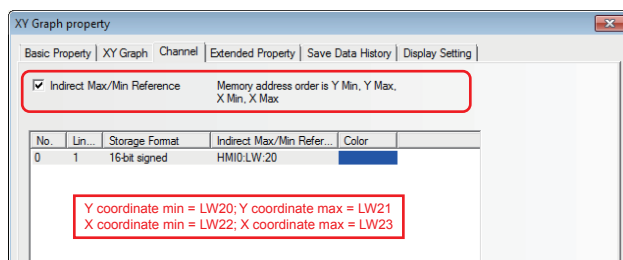 XY Graph property
Basic Property XY Graph Channel Extended Property Save Data History Display Setting
Indirect Max/Min Reference Memory address order is Y Min, Y Max,
X Min, X Max
No. Lin... Storage Format Indirect Max/Min Refer... Color
0 1 16-bit signed HMI0:LW:20
Y coordinate min = LW20; Y coordinate max = LW21
X coordinate min = LW22; X coordinate max = LW23